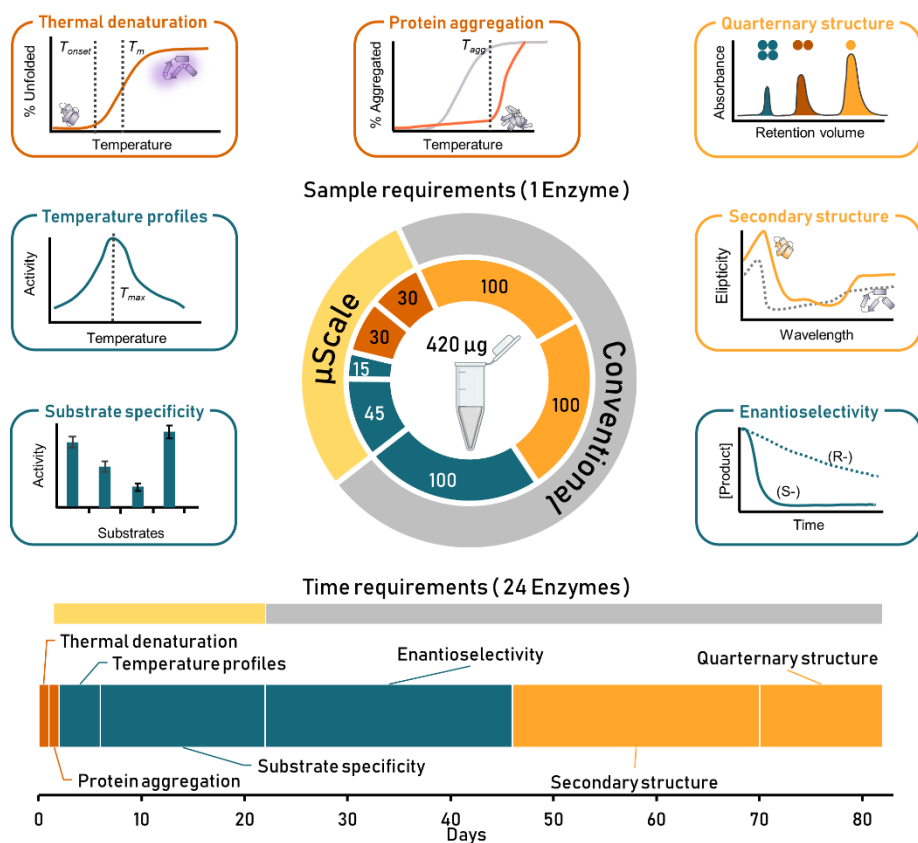 Thermal denaturation
Tonset
Tm
% Unfolded
Temperature
Protein aggregation
Tagg
% Aggregated
Temperature
Quarternary structure
Absorbance
Retention volume
Sample requirements (1 Enzyme)
Temperature profiles
Activity
Tmax
Temperature
Secondary structure
Elipticity
Wavelength
µScale
Conventional
30
100
30
15
45
100
100
420 µg
Substrate specificity
Activity
Substrates
Enantioselectivity
[Product]
(R-)
(S-)
Time
Time requirements (24 Enzymes)
Thermal denaturation
Temperature profiles
Enantioselectivity
Quarternary structure
Protein aggregation
Substrate specificity
Secondary structure
0 10 20 30 40 50 60 70 80
Days